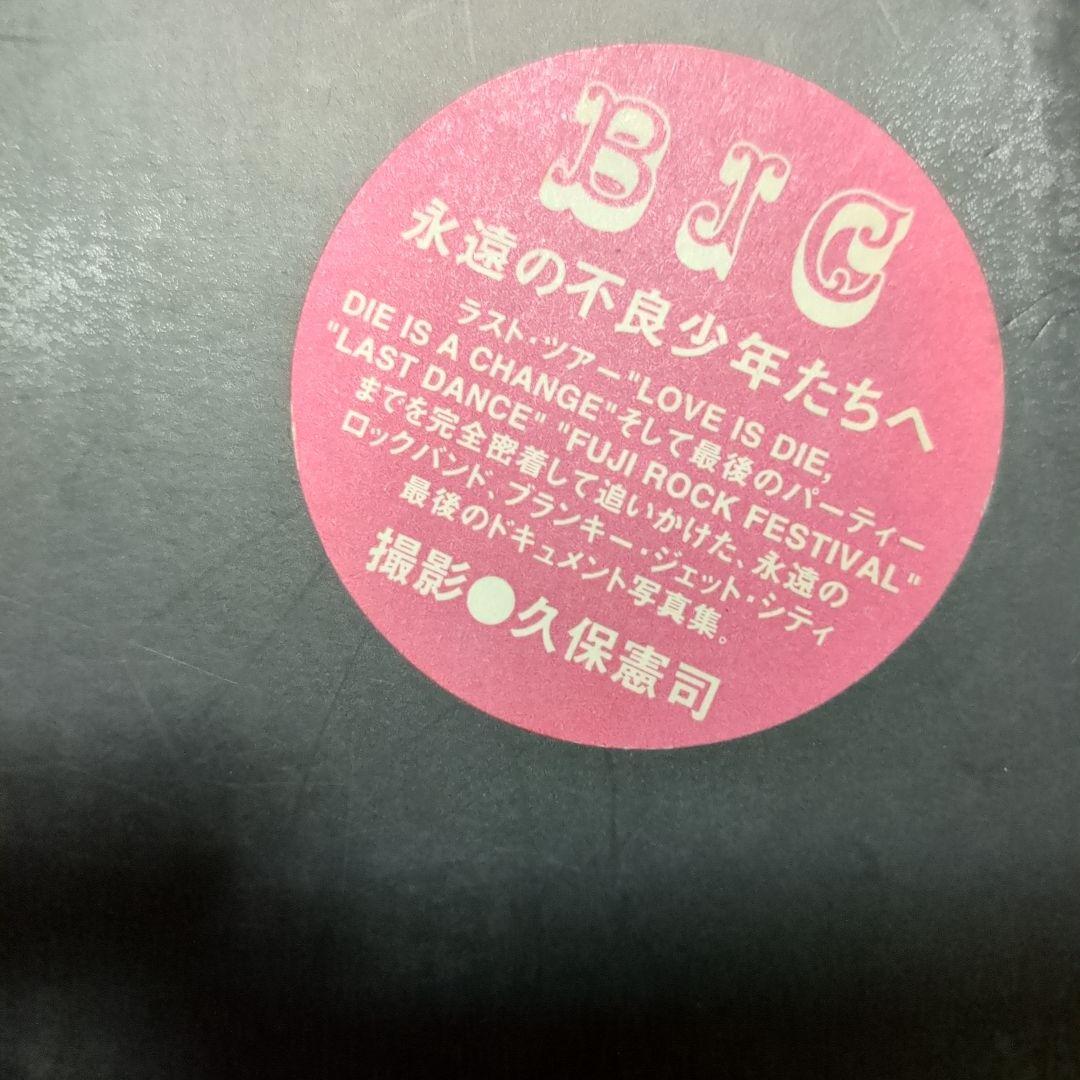 BJC
永遠の不良少年たちへ
ラスト・ツアー"LOVE IS DIE,
DIE IS A CHANGE"そして最後のパーティー
"LAST DANCE" "FUJI ROCK FESTIVAL"
までを完全密着して追いかけた、永遠の
ロックバンド、ブランキー・ジェット・シティ
最後のドキュメント写真集。
撮影●久保憲司